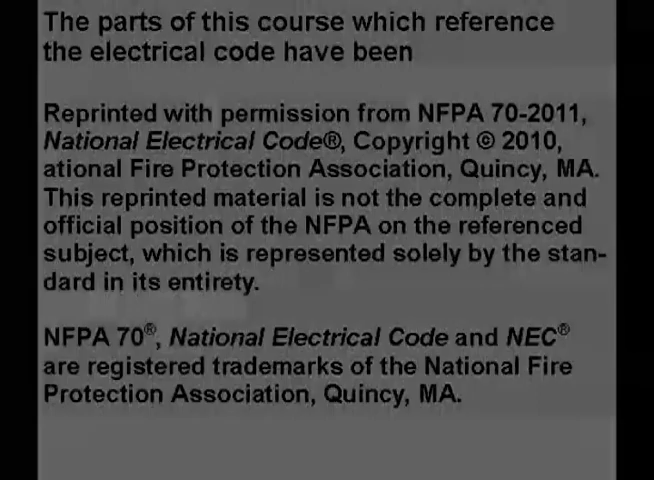 The parts of this course which reference
the electrical code have been
Reprinted with permission from NFPA 70-2011,
National Electrical Code®, Copyright © 2010,
ational Fire Protection Association, Quincy, MA.
This reprinted material is not the complete and
official position of the NFPA on the referenced
subject, which is represented solely by the stan-
dard in its entirety.
NFPA 70®, National Electrical Code and NEC®
are registered trademarks of the National Fire
Protection Association, Quincy, MA.